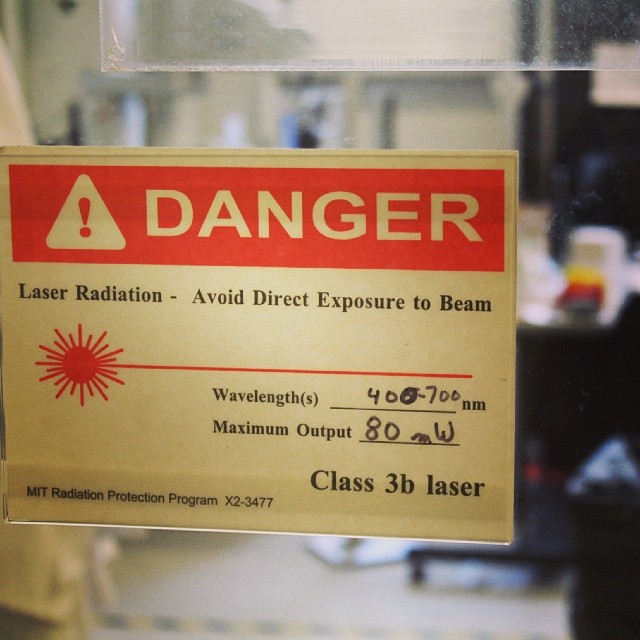 DANGER
Laser Radiation - Avoid Direct Exposure to Beam
Wavelength(s) 400-700 nm
Maximum Output 80 mW
Class 3b laser
MIT Radiation Protection Program X2-3477